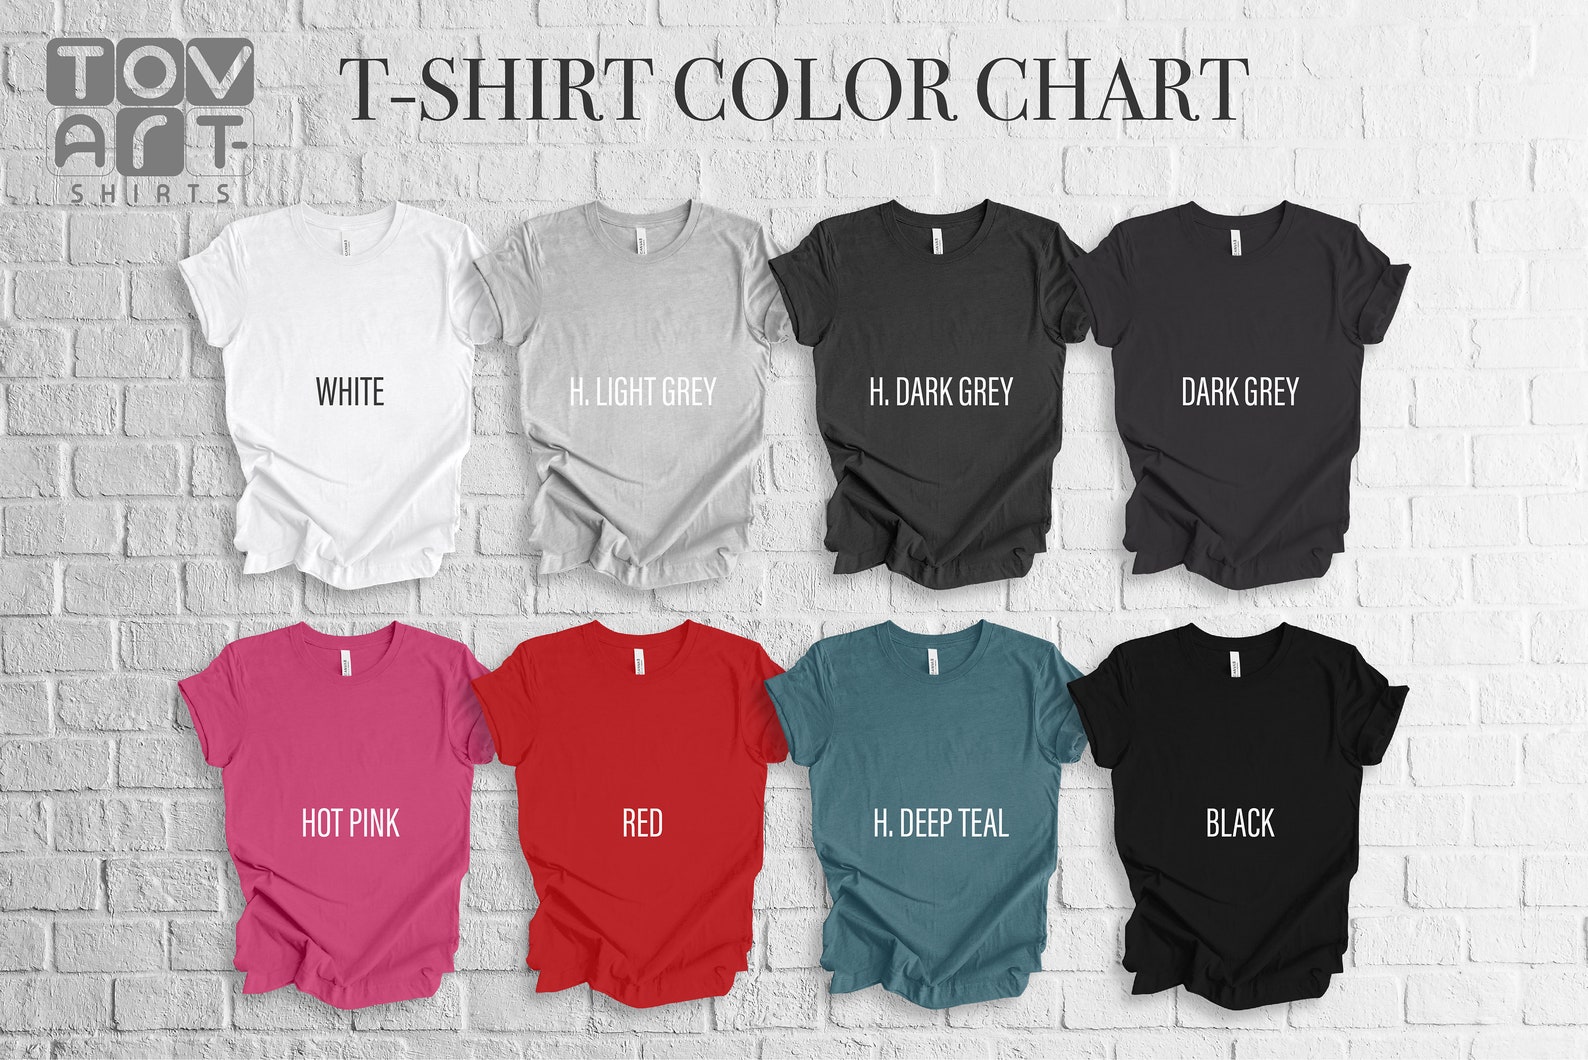 TOV
ART-
SHIRTS
T-SHIRT COLOR CHART
WHITE
H. LIGHT GREY
H. DARK GREY
DARK GREY
HOT PINK
RED
H. DEEP TEAL
BLACK